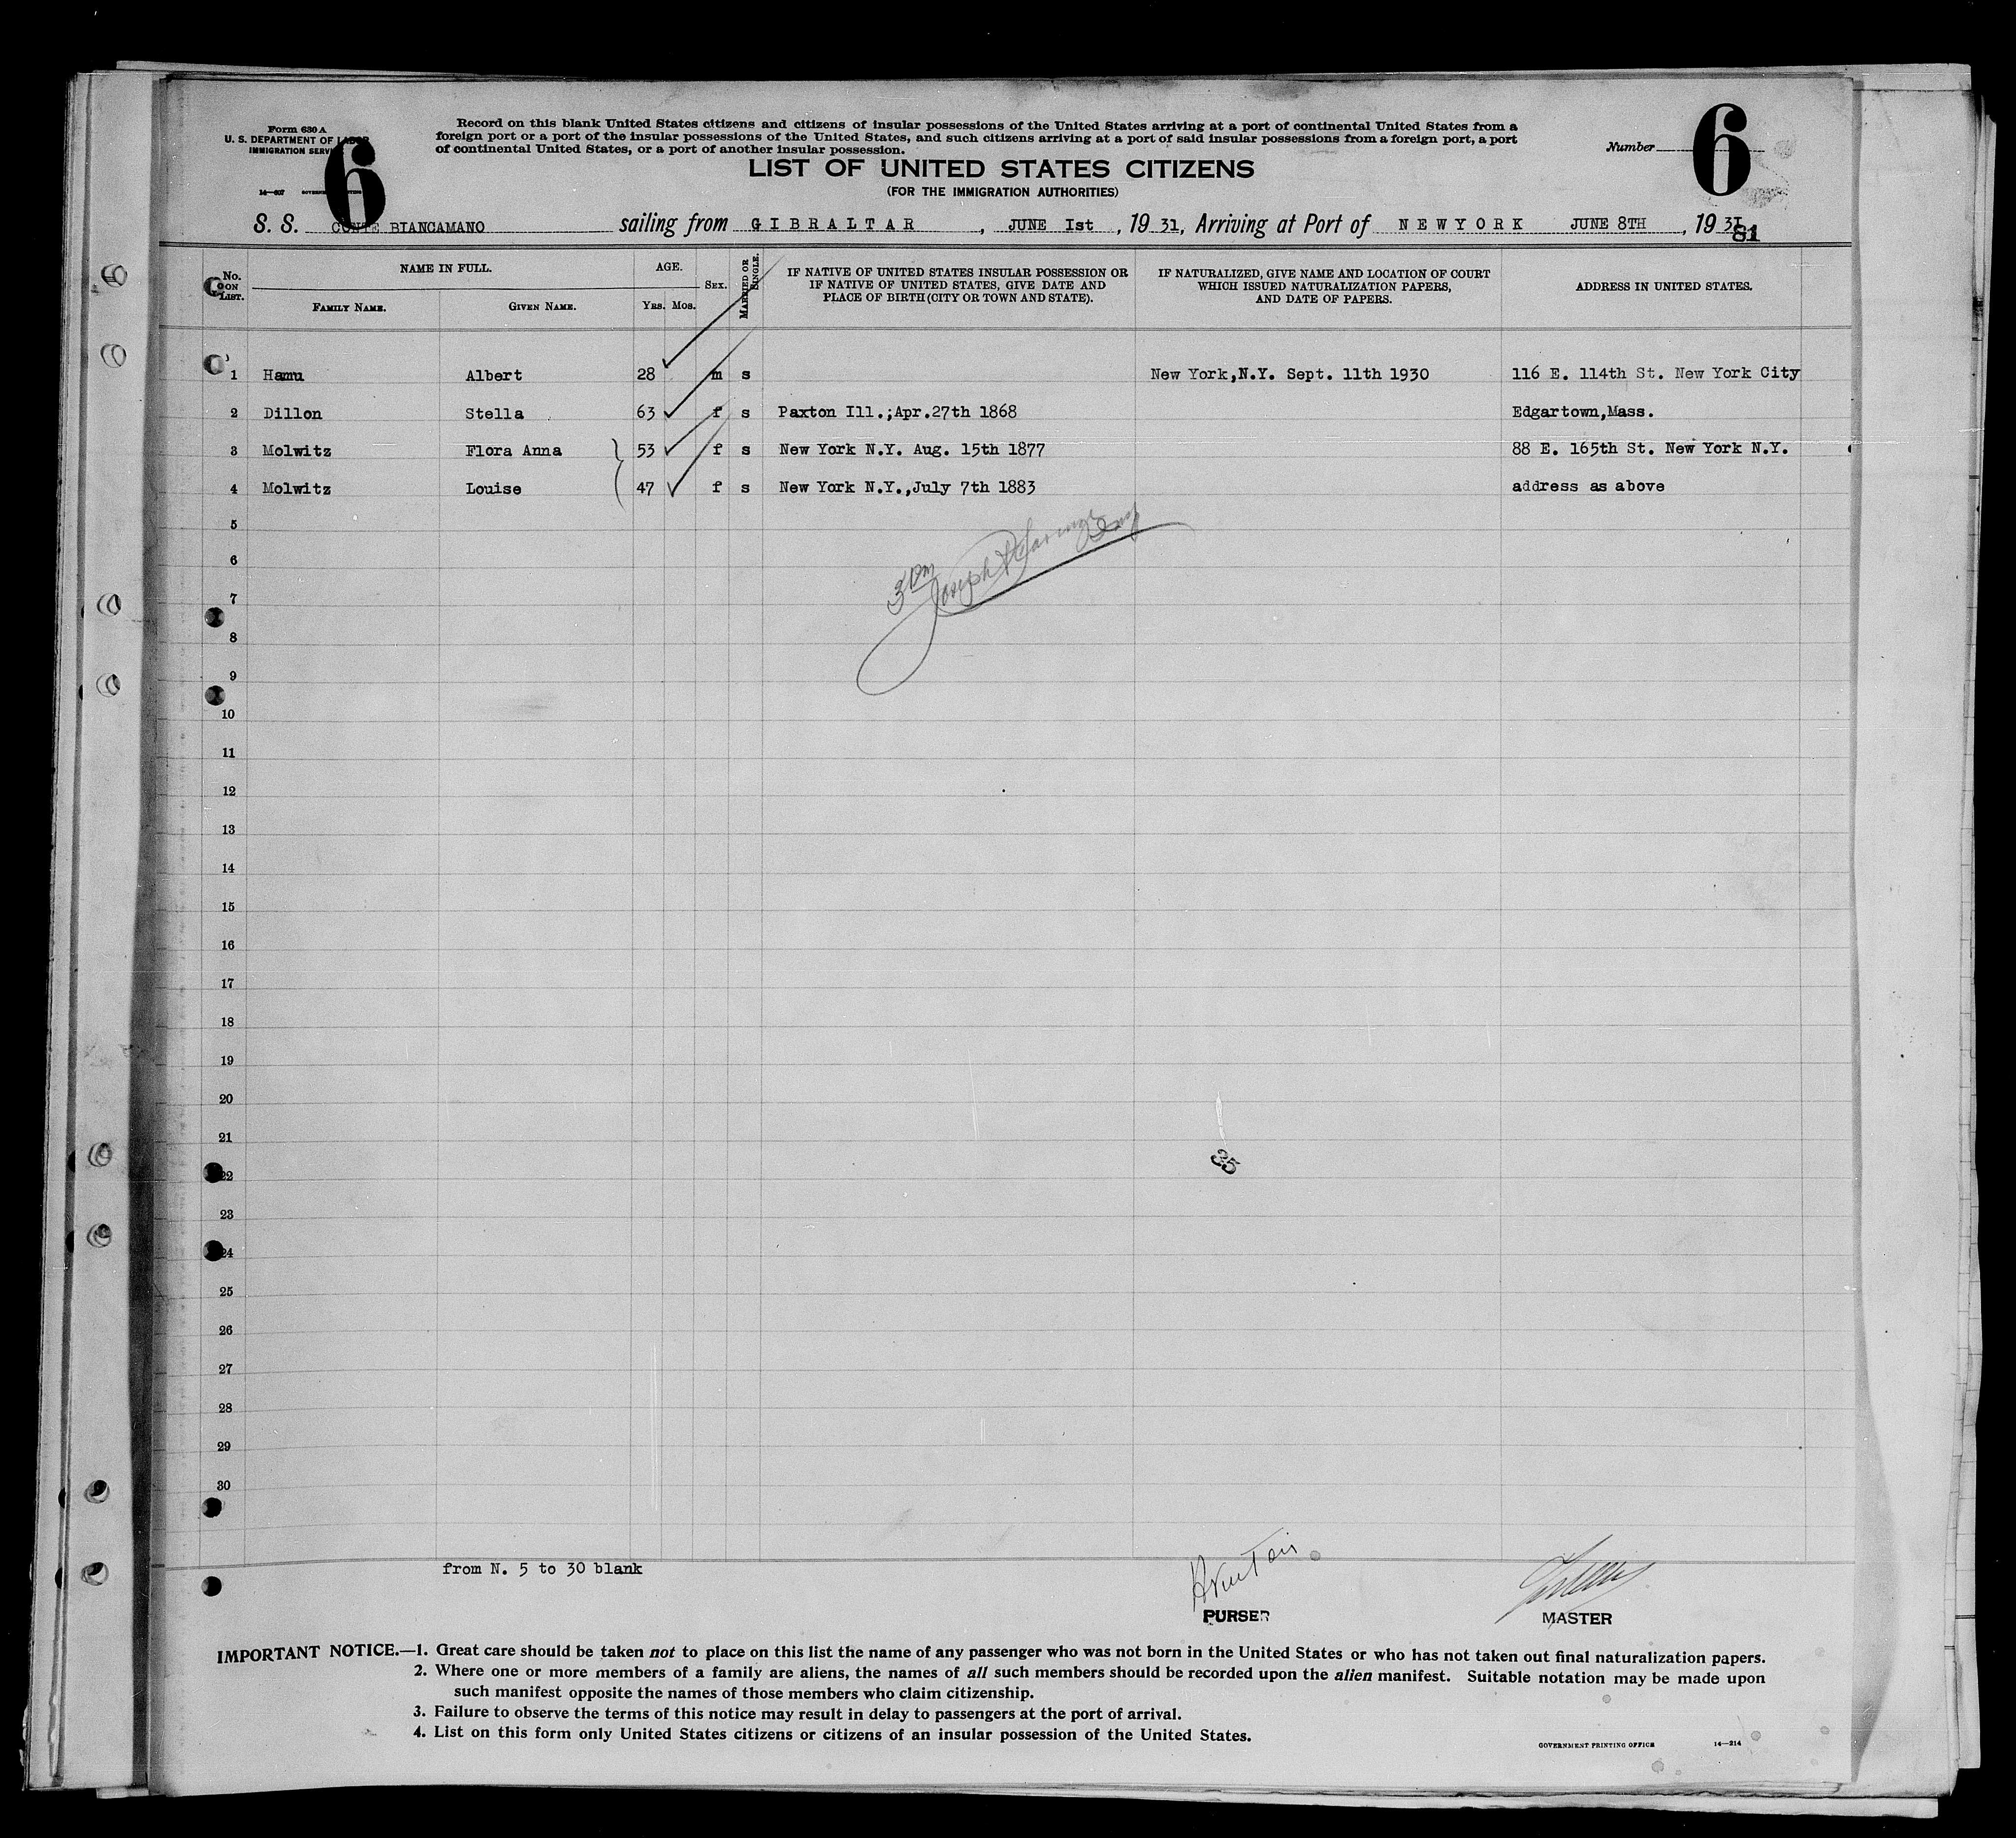 Form 630 A
U. S. DEPARTMENT OF LABOR
IMMIGRATION SERVICE
14—607
6
Record on this blank United States citizens and citizens of insular possessions of the United States arriving at a port of continental United States from a
foreign port or a port of the insular possessions of the United States, and such citizens arriving at a port of said insular possessions from a foreign port, a port
of continental United States, or a port of another insular possession.
Number 6
LIST OF UNITED STATES CITIZENS
(FOR THE IMMIGRATION AUTHORITIES)
S. S. CONTE BIANCAMANO sailing from GIBRALTAR, JUNE 1st, 19 31, Arriving at Port of NEW YORK JUNE 8TH, 19 31
81
No. ON LIST. NAME IN FULL. AGE. SEX. MARRIED OR SINGLE. IF NATIVE OF UNITED STATES INSULAR POSSESSION OR IF NATIVE OF UNITED STATES, GIVE DATE AND PLACE OF BIRTH (CITY OR TOWN AND STATE). IF NATURALIZED, GIVE NAME AND LOCATION OF COURT WHICH ISSUED NATURALIZATION PAPERS, AND DATE OF PAPERS. ADDRESS IN UNITED STATES.
FAMILY NAME. GIVEN NAME. YRS. MOS.
1 Hamu Albert 28 m s New York,N.Y. Sept. 11th 1930 116 E. 114th St. New York City
2 Dillon Stella 63 f s Paxton Ill.;Apr.27th 1868 Edgartown,Mass.
3 Molwitz Flora Anna 53 f s New York N.Y. Aug. 15th 1877 88 E. 165th St. New York N.Y.
4 Molwitz Louise 47 f s New York N.Y.,July 7th 1883 address as above
5
6
7
8
9
10
11
12
13
14
15
16
17
18
19
20
21
35
22
23
24
25
26
27
28
29
30
from N. 5 to 30 blank
PURSER
MASTER
IMPORTANT NOTICE.—1. Great care should be taken not to place on this list the name of any passenger who was not born in the United States or who has not taken out final naturalization papers.
2. Where one or more members of a family are aliens, the names of all such members should be recorded upon the alien manifest. Suitable notation may be made upon
such manifest opposite the names of those members who claim citizenship.
3. Failure to observe the terms of this notice may result in delay to passengers at the port of arrival.
4. List on this form only United States citizens or citizens of an insular possession of the United States.
GOVERNMENT PRINTING OFFICE 14—214